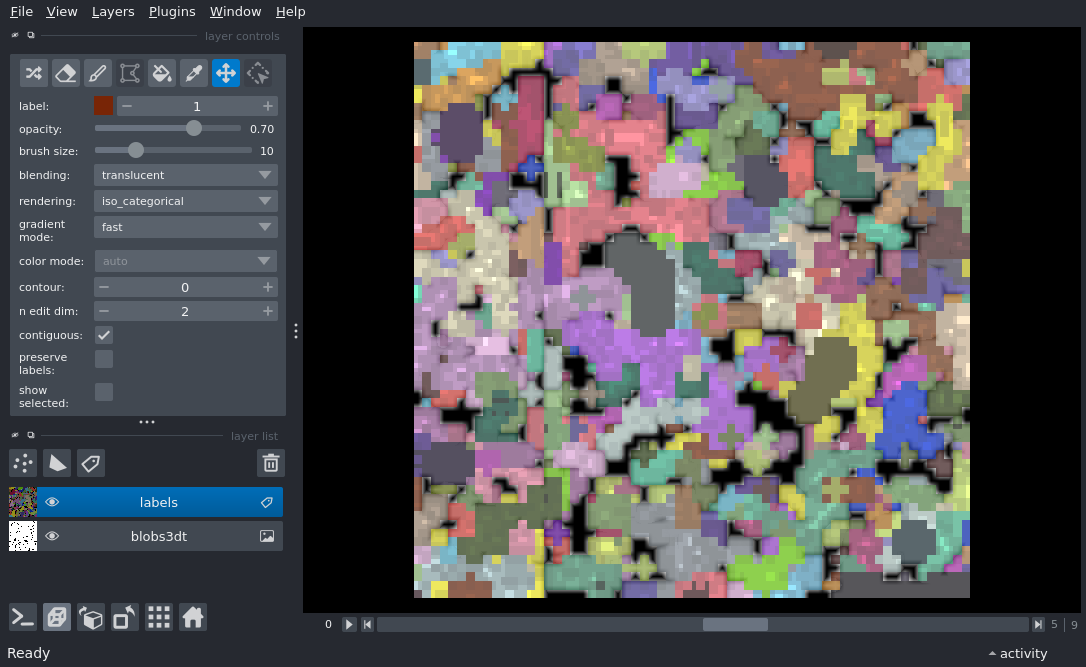 File View Layers Plugins Window Help
layer controls
label: 1
opacity: 0.70
brush size: 10
blending: translucent
rendering: iso_categorical
gradient
mode: fast
color mode: auto
contour: 0
n edit dim: 2
contiguous:
preserve
labels:
show
selected:
layer list
labels
blobs3dt
0 5 | 9
Ready activity